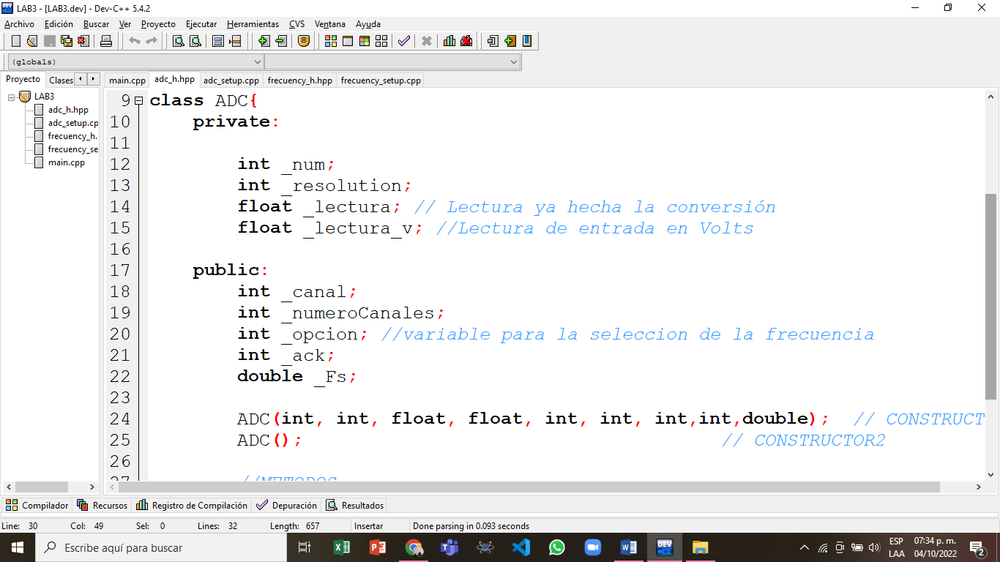 LAB3 - [LAB3.dev] - Dev-C++ 5.4.2
Archivo Edición Buscar Ver Proyecto Ejecutar Herramientas CVS Ventana Ayuda
(globals)
Proyecto Clases main.cpp adc_h.hpp adc_setup.cpp frecuency_h.hpp frecuency_setup.cpp
LAB3
adc_h.hpp
adc_setup.cp
frecuency_h.
frecuency_se
main.cpp
9 class ADC{
10 private:
11
12 int _num;
13 int _resolution;
14 float _lectura; // Lectura ya hecha la conversión
15 float _lectura_v; //Lectura de entrada en Volts
16
17 public:
18 int _canal;
19 int _numeroCanales;
20 int _opcion; //variable para la seleccion de la frecuencia
21 int _ack;
22 double _Fs;
23
24 ADC(int, int, float, float, int, int, int,int,double); // CONSTRUCT
25 ADC(); // CONSTRUCTOR2
26
27 //METODOS
Compilador Recursos Registro de Compilación Depuración Resultados
Line: 30 Col: 49 Sel: 0 Lines: 32 Length: 657 Insertar Done parsing in 0.093 seconds
Escribe aquí para buscar
ESP
LAA
07:34 p. m.
04/10/2022
2